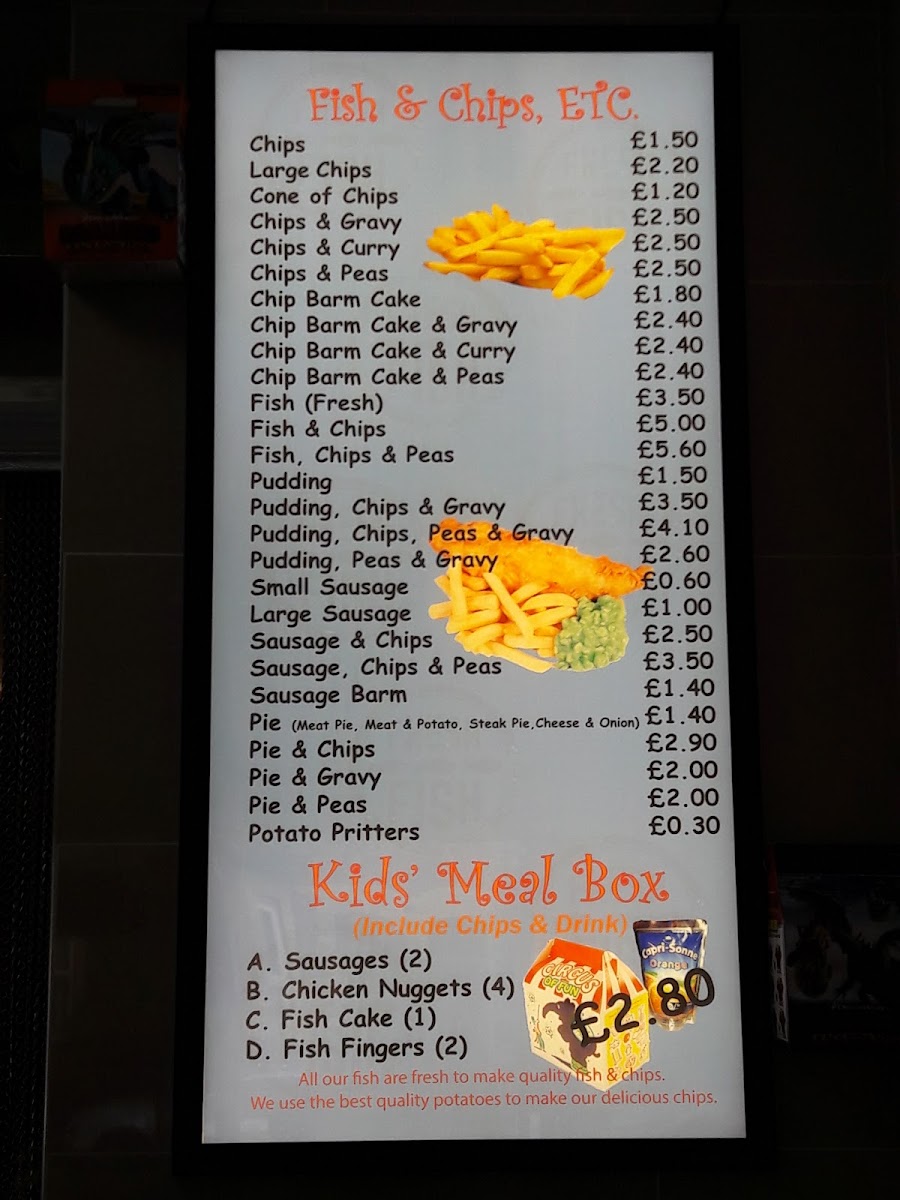 Fish & Chips, ETC.
Chips £1.50
Large Chips £2.20
Cone of Chips £1.20
Chips & Gravy £2.50
Chips & Curry £2.50
Chips & Peas £2.50
Chip Barm Cake £1.80
Chip Barm Cake & Gravy £2.40
Chip Barm Cake & Curry £2.40
Chip Barm Cake & Peas £2.40
Fish (Fresh) £3.50
Fish & Chips £5.00
Fish, Chips & Peas £5.60
Pudding £1.50
Pudding, Chips & Gravy £3.50
Pudding, Chips, Peas & Gravy £4.10
Pudding, Peas & Gravy £2.60
Small Sausage £0.60
Large Sausage £1.00
Sausage & Chips £2.50
Sausage, Chips & Peas £3.50
Sausage Barm £1.40
Pie (Meat Pie, Meat & Potato, Steak Pie,Cheese & Onion) £1.40
Pie & Chips £2.90
Pie & Gravy £2.00
Pie & Peas £2.00
Potato Pritters £0.30
Kids' Meal Box
(Include Chips & Drink)
A. Sausages (2)
B. Chicken Nuggets (4)
C. Fish Cake (1)
D. Fish Fingers (2)
CIRCUS
OF FUN
Capri-Sonne
Orange
£2.80
All our fish are fresh to make quality fish & chips.
We use the best quality potatoes to make our delicious chips.